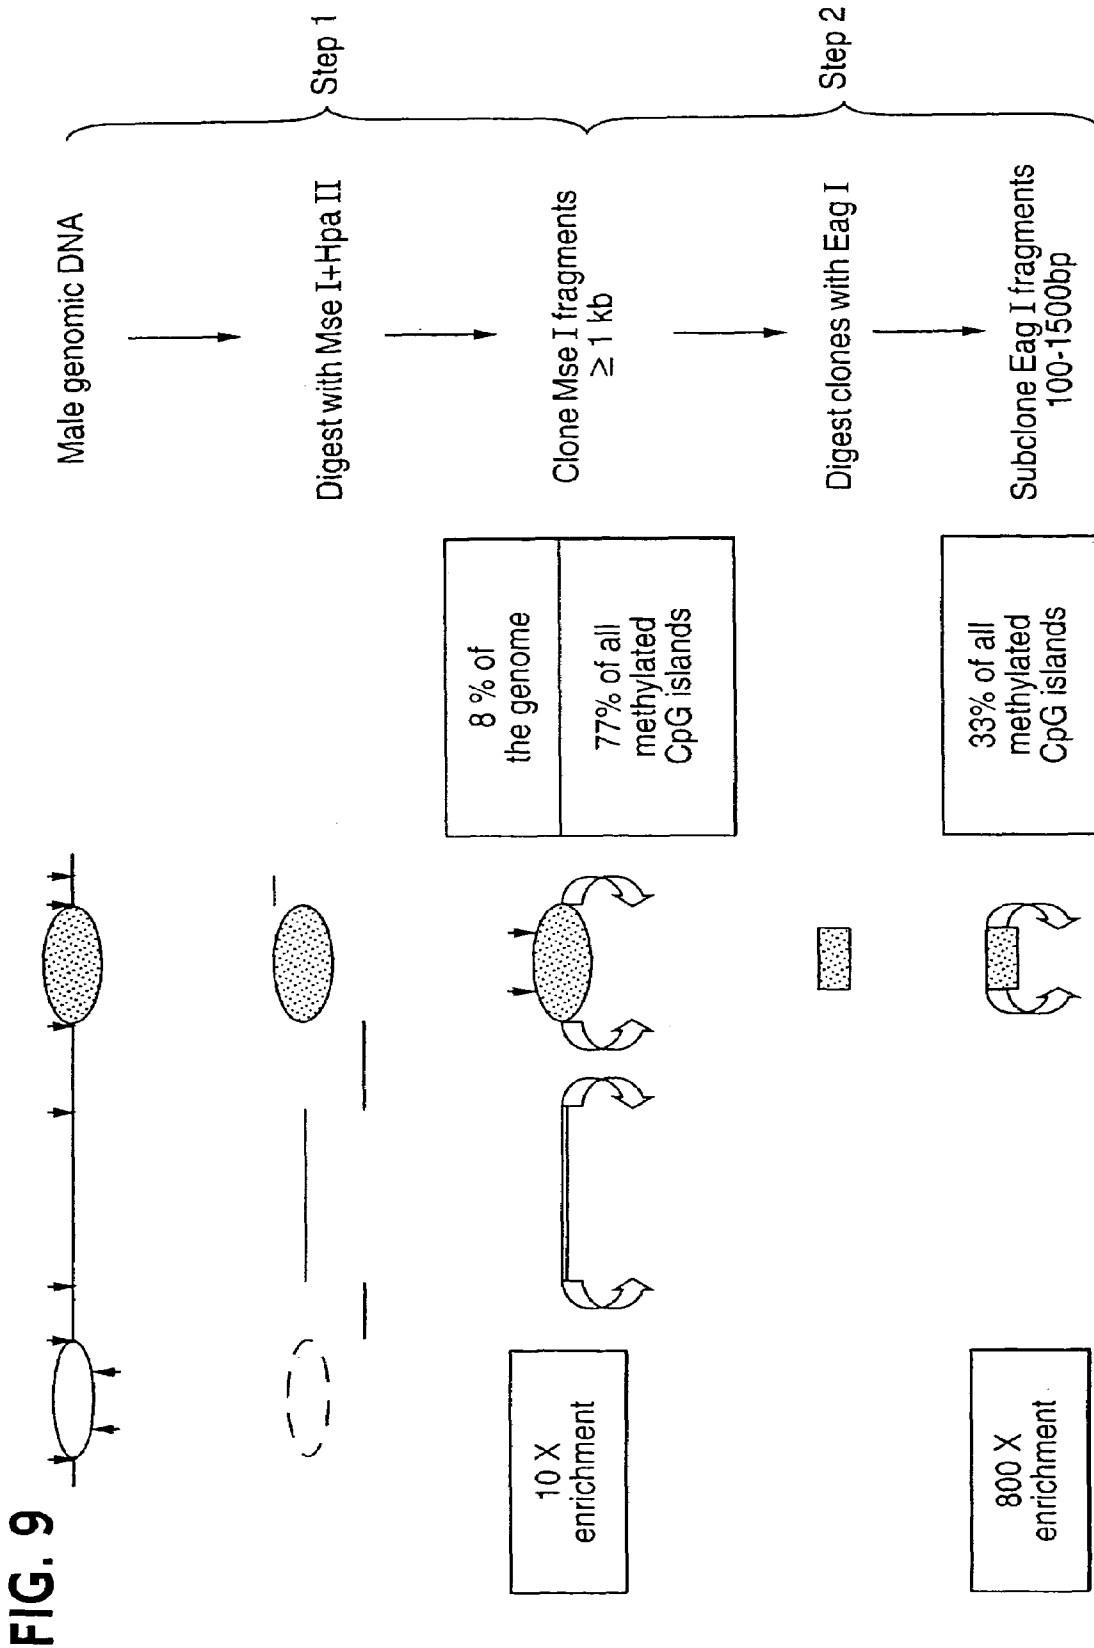 FIG. 9
Male genomic DNA
Digest with Mse I+Hpa II
Step 1
10 X
enrichment
8 % of
the genome
77% of all
methylated
CpG islands
Clone Mse I fragments
≥ 1 kb
Digest clones with Eag I
Step 2
800 X
enrichment
33% of all
methylated
CpG islands
Subclone Eag I fragments
100-1500bp